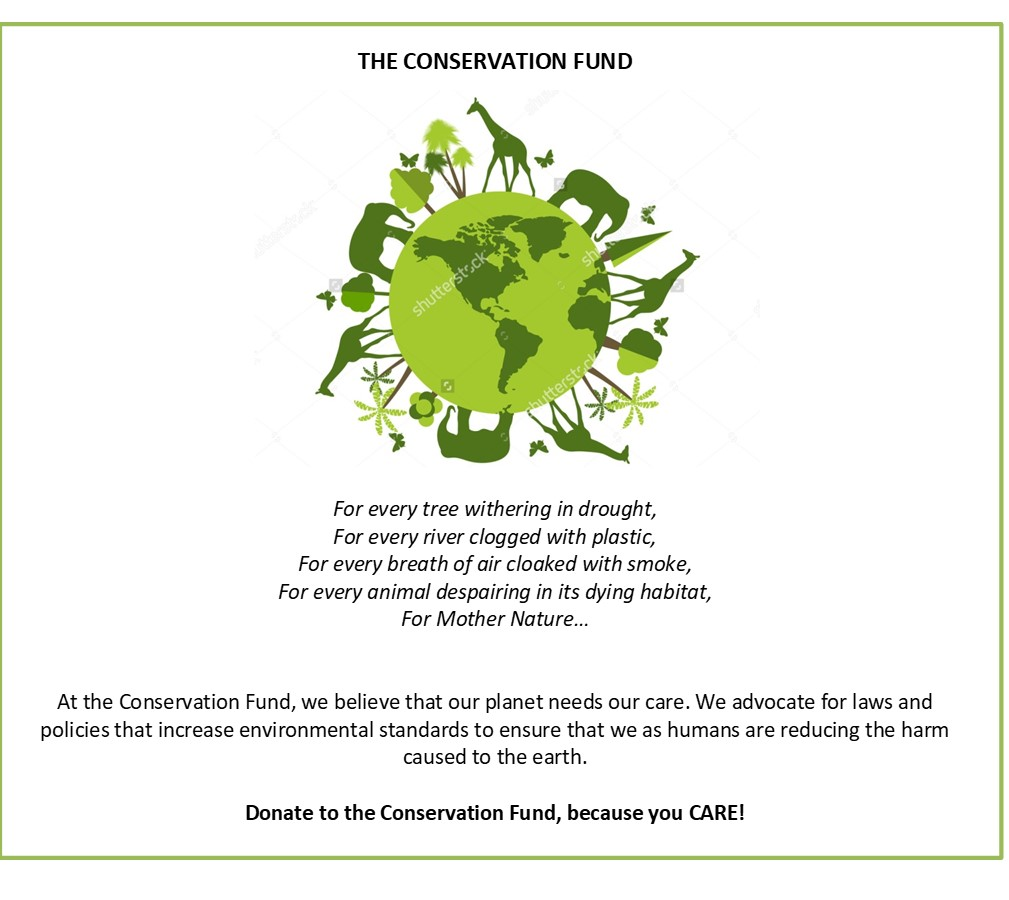 THE CONSERVATION FUND
shutterstock
shutterstock
For every tree withering in drought,
For every river clogged with plastic,
For every breath of air cloaked with smoke,
For every animal despairing in its dying habitat,
For Mother Nature…
At the Conservation Fund, we believe that our planet needs our care. We advocate for laws and
policies that increase environmental standards to ensure that we as humans are reducing the harm
caused to the earth.
Donate to the Conservation Fund, because you CARE!